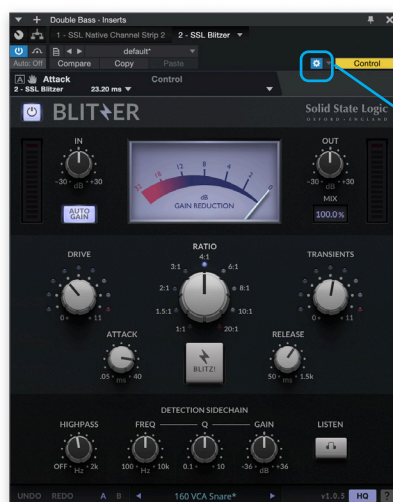 Double Bass - Inserts
1 - SSL Native Channel Strip 2
2 - SSL Blitzer
default*
Auto: Off
Compare
Copy
Paste
Control
A
Attack
Control
2 - SSL Blitzer
23.20 ms
BLITZER
Solid State Logic
OXFORD • ENGLAND
IN
-30
+30
dB
AUTO GAIN
32
16
12
8
4
2
0
dB
GAIN REDUCTION
OUT
-30
+30
dB
MIX
100.0%
DRIVE
0
11
RATIO
4:1
3:1
6:1
2:1
8:1
1.5:1
10:1
1:1
20:1
TRANSIENTS
0
+11
ATTACK
.05
ms
40
BLITZ!
RELEASE
50
ms
1.5k
DETECTION SIDECHAIN
HIGHPASS
OFF
Hz
2k
FREQ
100
Hz
10k
Q
0.1
10
GAIN
-36
dB
+36
LISTEN
UNDO
REDO
A
B
160 VCA Snare*
v1.0.5
HQ
?